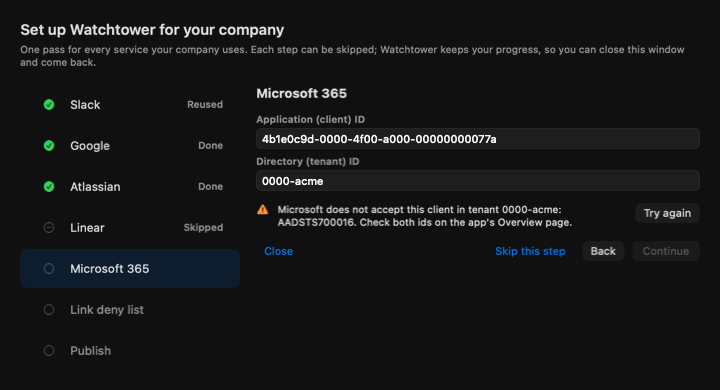 Set up Watchtower for your company
One pass for every service your company uses. Each step can be skipped; Watchtower keeps your progress, so you can close this window
and come back.
Slack Reused
Google Done
Atlassian Done
Linear Skipped
Microsoft 365
Link deny list
Publish
Microsoft 365
Application (client) ID
4b1e0c9d-0000-4f00-a000-00000000077a
Directory (tenant) ID
0000-acme
Microsoft does not accept this client in tenant 0000-acme:
AADSTS700016. Check both ids on the app's Overview page.
Try again
Close Skip this step Back Continue